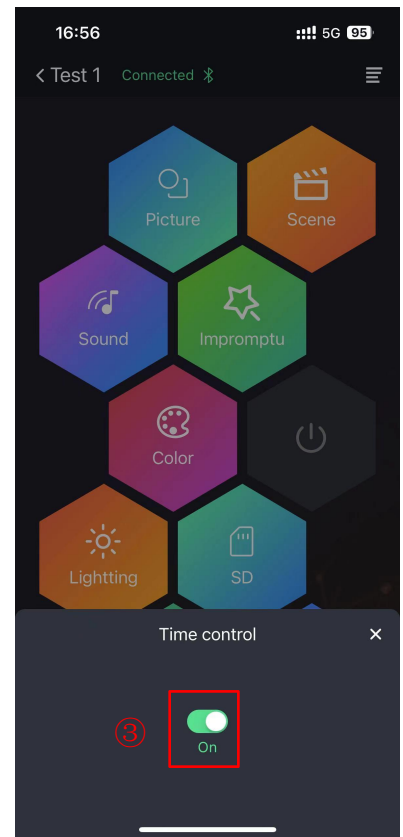 16:56 5G 95
Test 1 Connected
Picture
Scene
Sound
Impromptu
Color
Lightting
SD
Time control
③
On